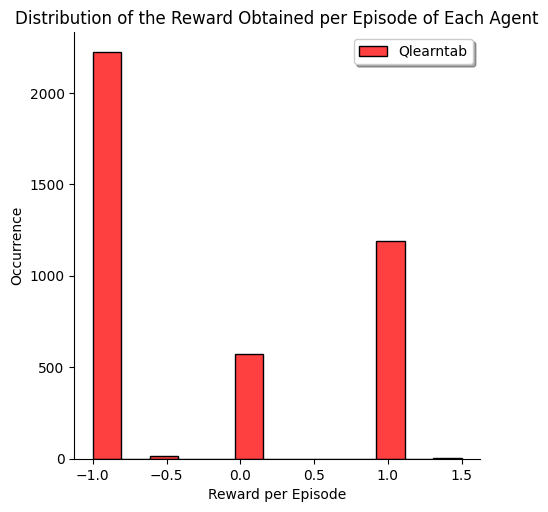 Distribution of the Reward Obtained per Episode of Each Agent
Qlearntab
2000
1500
1000
500
0
Occurrence
−1.0
−0.5
0.0
0.5
1.0
1.5
Reward per Episode